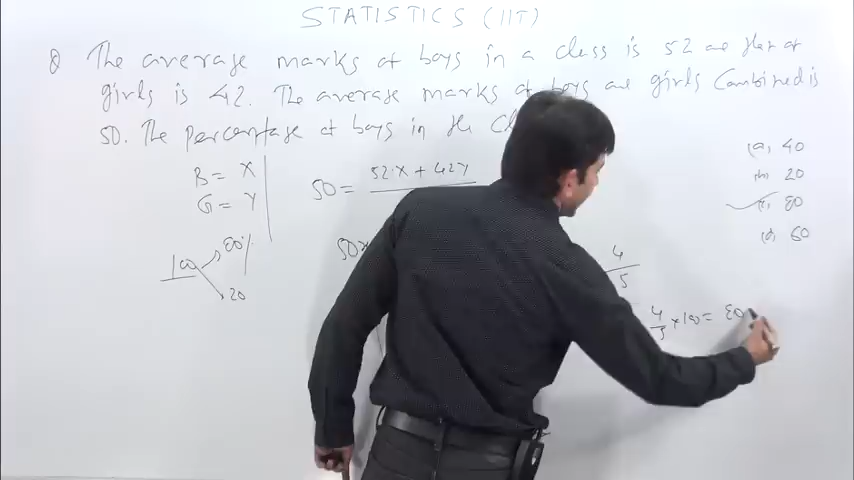 STATISTICS (IIT)
Q The average marks of boys in a class is 52 and that of
girls is 42. The average marks of boys and girls Combined is
50. The percentage of boys in the
B = X
G = Y
50 = 52·X + 42Y
50X
100
80%
20
4
5
4/5 × 100 = 80
(a) 40
(b) 20
(c) 80
(d) 60